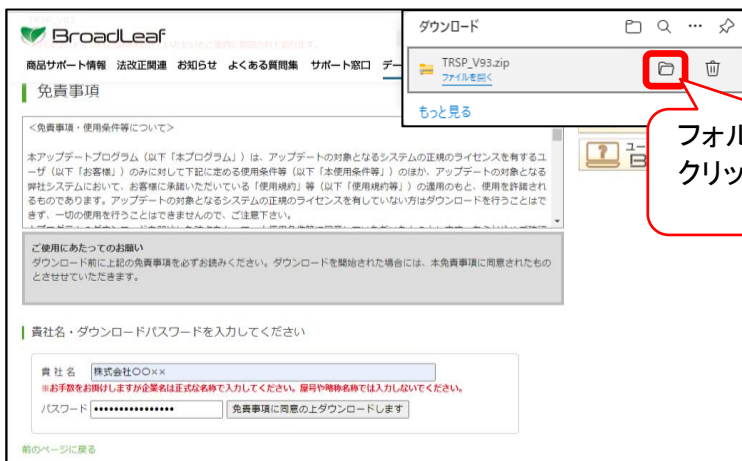 BroadLeaf
商品サポート情報 法改正関連 お知らせ よくある質問集 サポート窓口 デー
ダウンロード
TRSP_V93.zip
ファイルを開く
もっと見る
フォル
クリッ
免責事項
<免責事項・使用条件等について>
本アップデートプログラム(以下「本プログラム」)は、アップデートの対象となるシステムの正規のライセンスを有するユ
ーザ(以下「お客様」)のみに対して下記に定める使用条件等(以下「本使用条件等」)のほか、アップデートの対象となる
弊社システムにおいて、お客様に承諾いただいている「使用規約」等(以下「使用規約等」)の適用のもと、使用を許諾され
るものであります。アップデートの対象となるシステムの正規のライセンスを有していない方はダウンロードを行うことはで
きず、一切の使用を行うことはできませんので、ご注意下さい。
ご使用にあたってのお願い
ダウンロード前に上記の免責事項を必ずお読みください。ダウンロードを開始された場合には、本免責事項に同意されたもの
とさせせていただきます。
貴社名・ダウンロードパスワードを入力してください
貴社名 株式会社〇〇××
※お手数をお掛けしますが企業名は正式な名称で入力してください。屋号や略称名称では入力しないでください。
パスワード •••••••••••••••• 免責事項に同意の上ダウンロードします
前のページに戻る